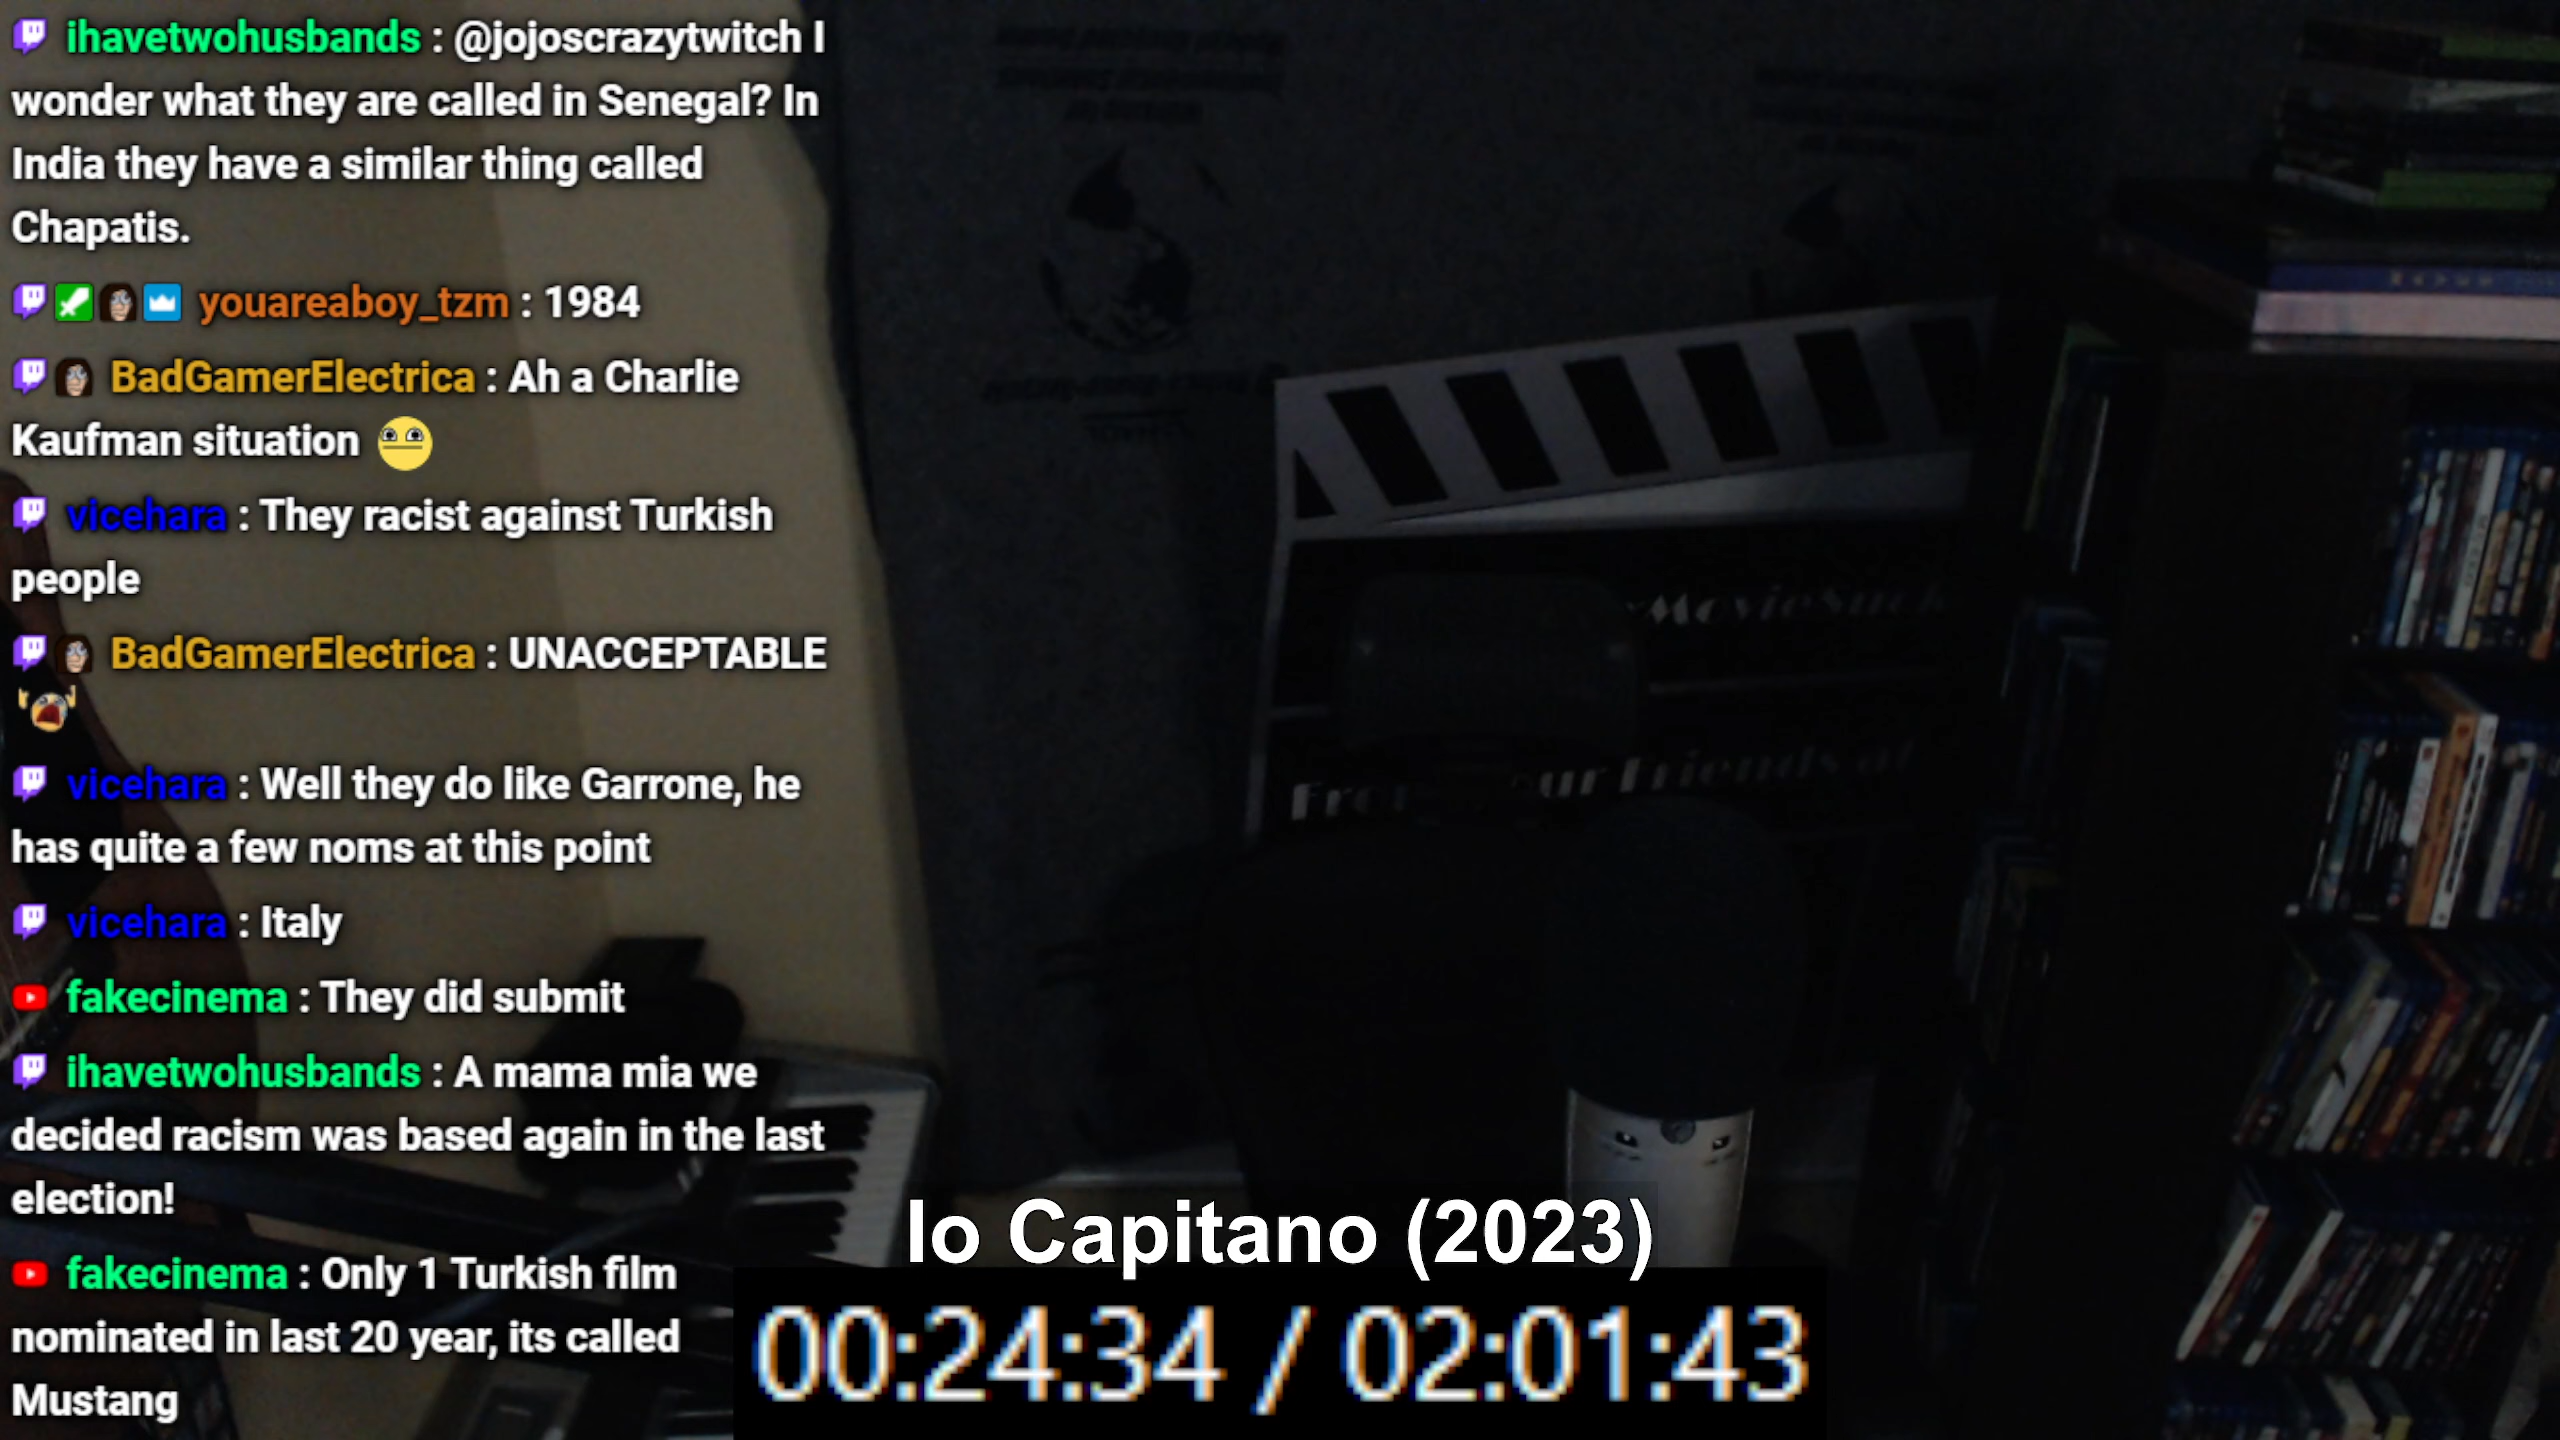 ihavetwohusbands : @jojoscrazytwitch I
wonder what they are called in Senegal? In
India they have a similar thing called
Chapatis.
youareaboy_tzm : 1984
BadGamerElectrica : Ah a Charlie
Kaufman situation
vicehara : They racist against Turkish
people
BadGamerElectrica : UNACCEPTABLE
vicehara : Well they do like Garrone, he
has quite a few noms at this point
vicehara : Italy
fakecinema : They did submit
ihavetwohusbands : A mama mia we
decided racism was based again in the last
election!
fakecinema : Only 1 Turkish film
nominated in last 20 year, its called
Mustang
MovieSuck
ur Friends at
Io Capitano (2023)
00:24:34 / 02:01:43